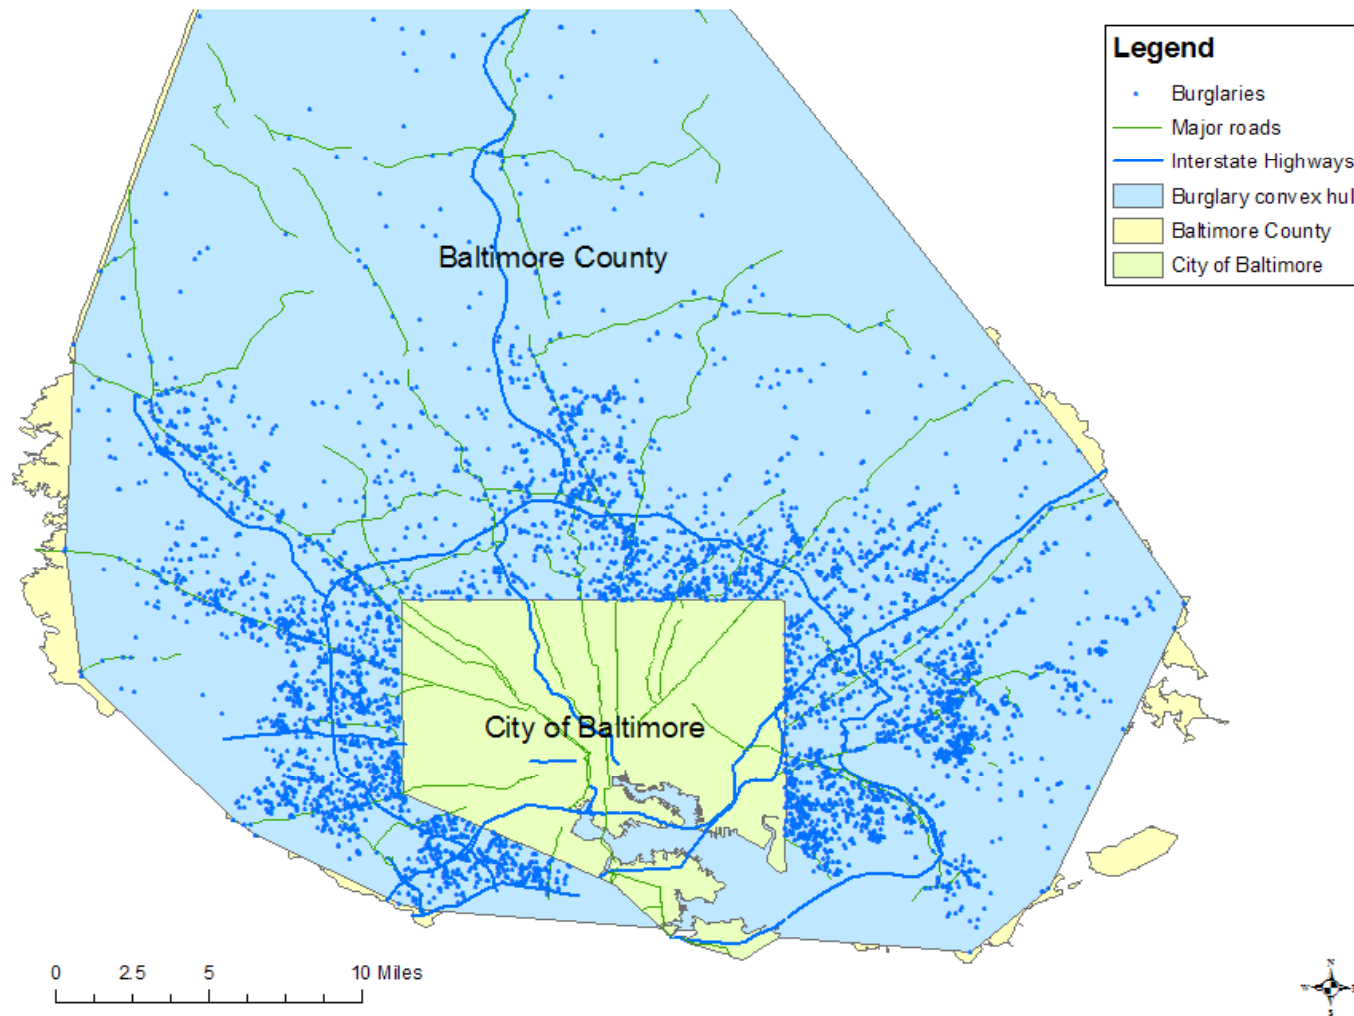 Legend
Burglaries
Major roads
Interstate Highways
Burglary convex hul
Baltimore County
City of Baltimore
Baltimore County
City of Baltimore
0 2.5 5 10 Miles
N
W
S